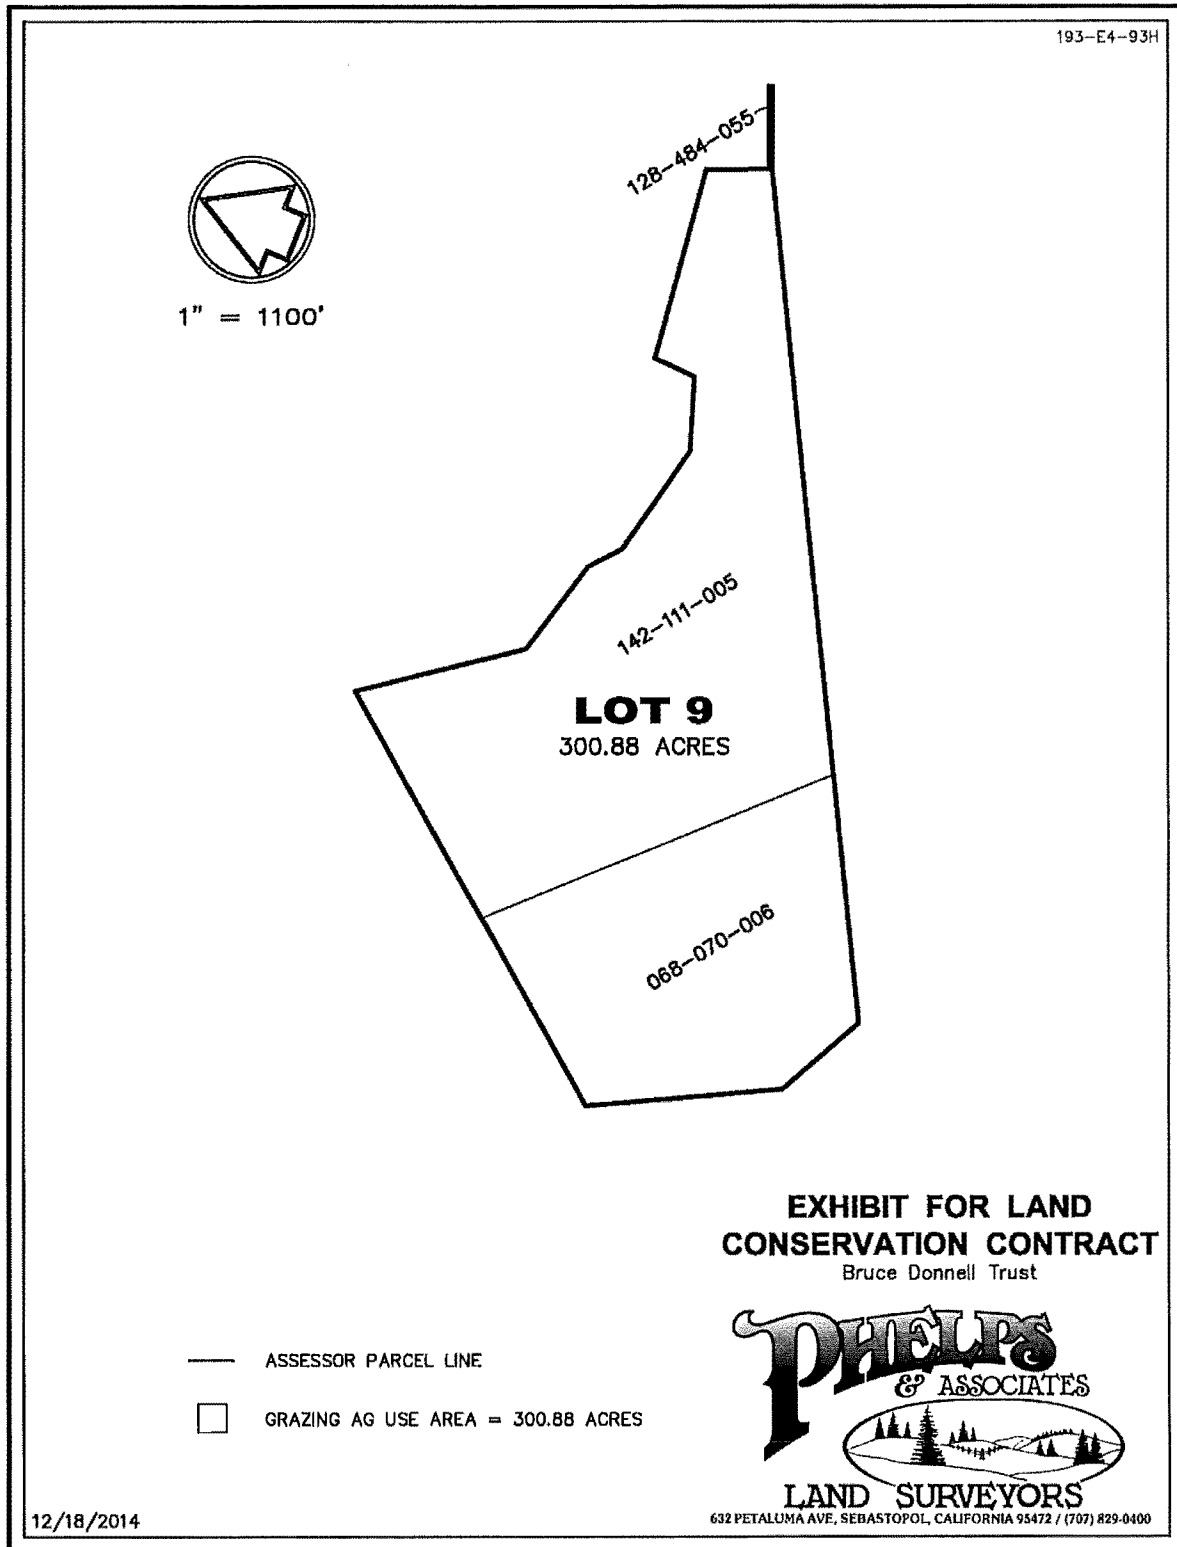 193-E4-93H
128-484-055
1" = 1100'
142-111-005
LOT 9
300.88 ACRES
068-070-006
EXHIBIT FOR LAND
CONSERVATION CONTRACT
Bruce Donnell Trust
PHELPS
& ASSOCIATES
LAND SURVEYORS
632 PETALUMA AVE, SEBASTOPOL, CALIFORNIA 95472 / (707) 829-0400
ASSESSOR PARCEL LINE
GRAZING AG USE AREA = 300.88 ACRES
12/18/2014